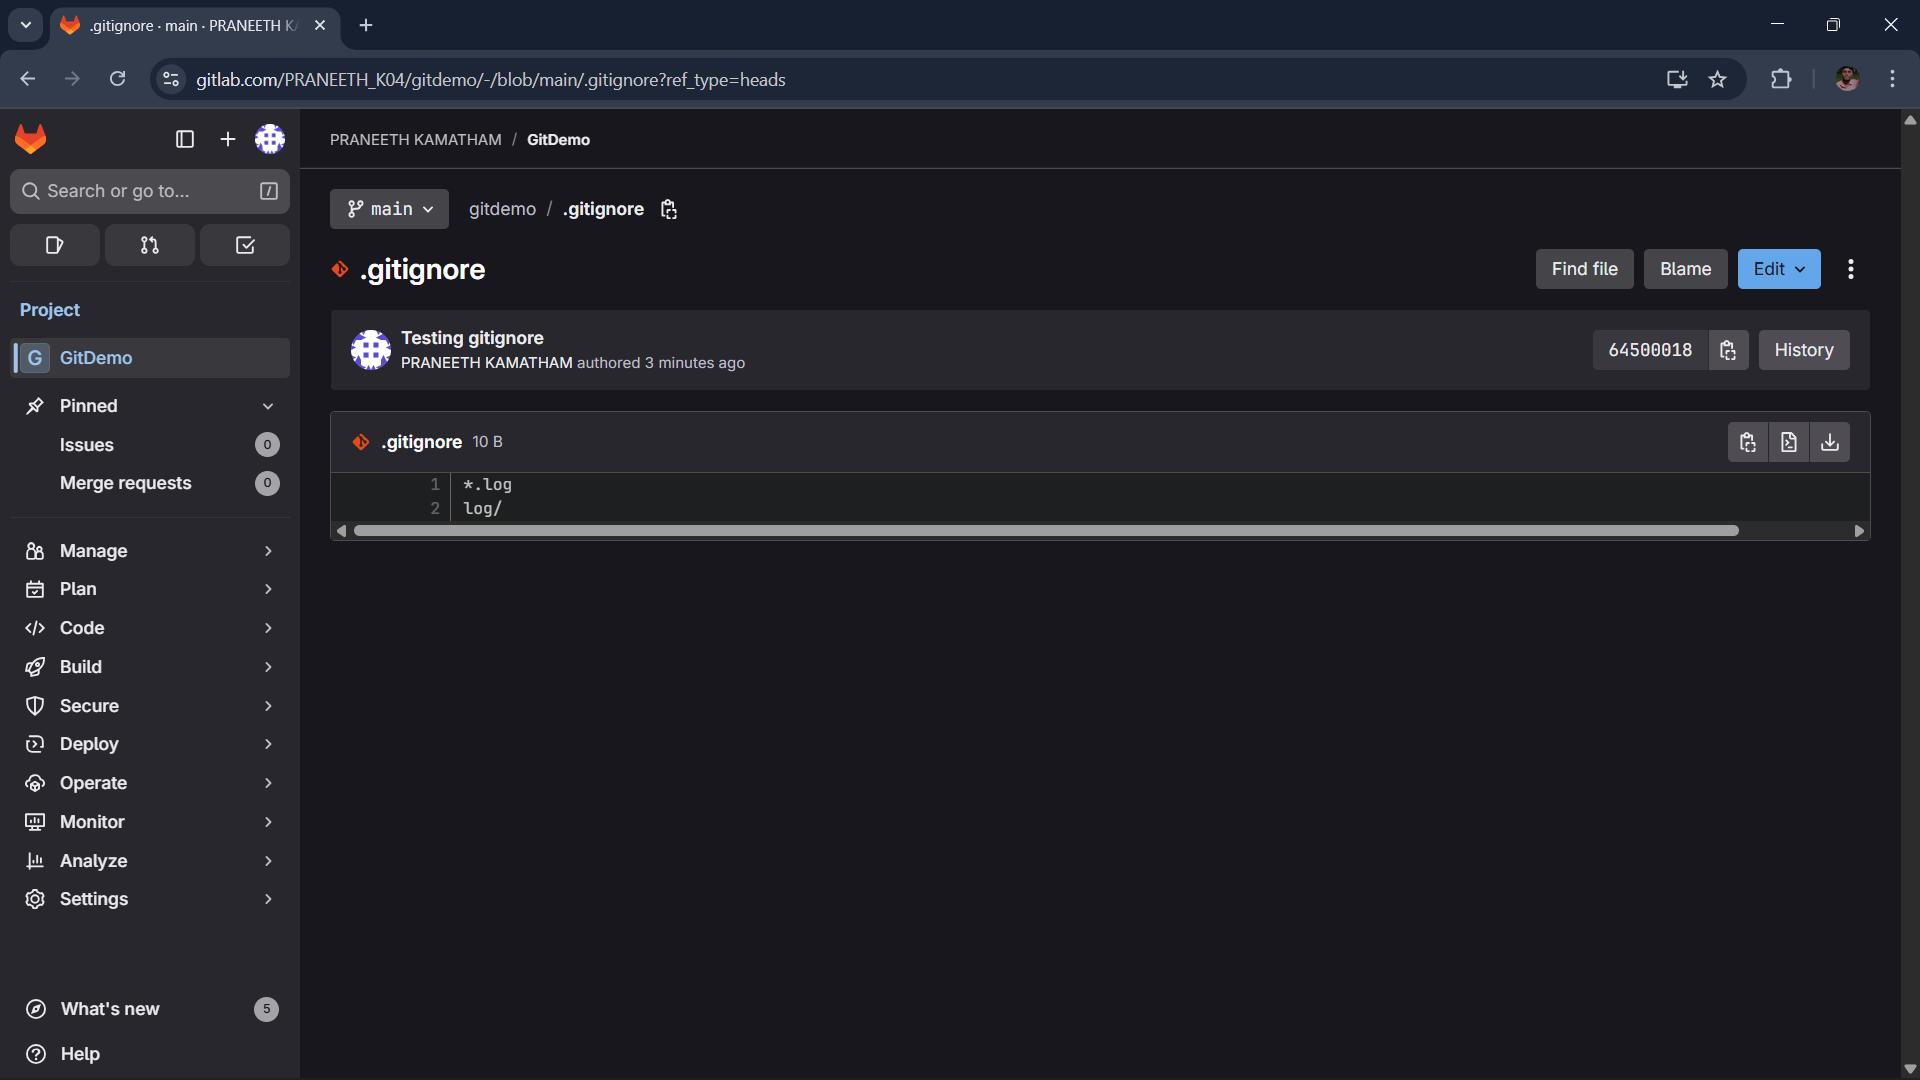 .gitignore · main · PRANEETH K
gitlab.com/PRANEETH_K04/gitdemo/-/blob/main/.gitignore?ref_type=heads
Search or go to... /
Project
G GitDemo
Pinned
Issues 0
Merge requests 0
Manage
Plan
Code
Build
Secure
Deploy
Operate
Monitor
Analyze
Settings
What's new 5
Help
PRANEETH KAMATHAM / GitDemo
main gitdemo / .gitignore
.gitignore Find file Blame Edit
Testing gitignore
PRANEETH KAMATHAM authored 3 minutes ago
64500018 History
.gitignore 10 B
1 *.log
2 log/